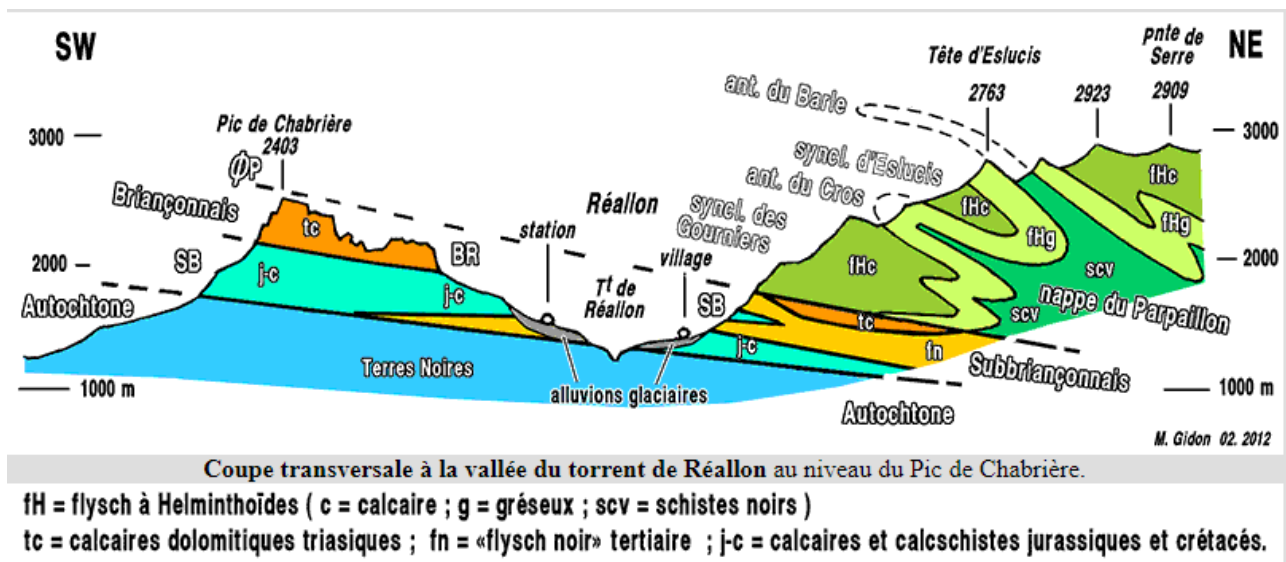 SW
NE
pnte de
Serre
2909
2923
Tête d'Eslucis
2763
ant. du Barle
Pic de Chabrière
2403
3000
3000
ϕP
syncl. d'Eslucis
ant. du Cros
syncl. des
Gourniers
Briançonnais
Réallon
station
village
tc
fHc
fHc
fHg
fHg
fHc
SB
BR
2000
2000
j-c
j-c
Tt de
Réallon
SB
scv
scv
nappe du Parpaillon
Autochtone
tc
fn
j-c
Subbriançonnais
Terres Noires
alluvions glaciaires
1000 m
1000 m
Autochtone
M. Gidon 02. 2012
Coupe transversale à la vallée du torrent de Réallon au niveau du Pic de Chabrière.
fH = flysch à Helminthoïdes ( c = calcaire ; g = gréseux ; scv = schistes noirs )
tc = calcaires dolomitiques triasiques ; fn = «flysch noir» tertiaire ; j-c = calcaires et calcschistes jurassiques et crétacés.